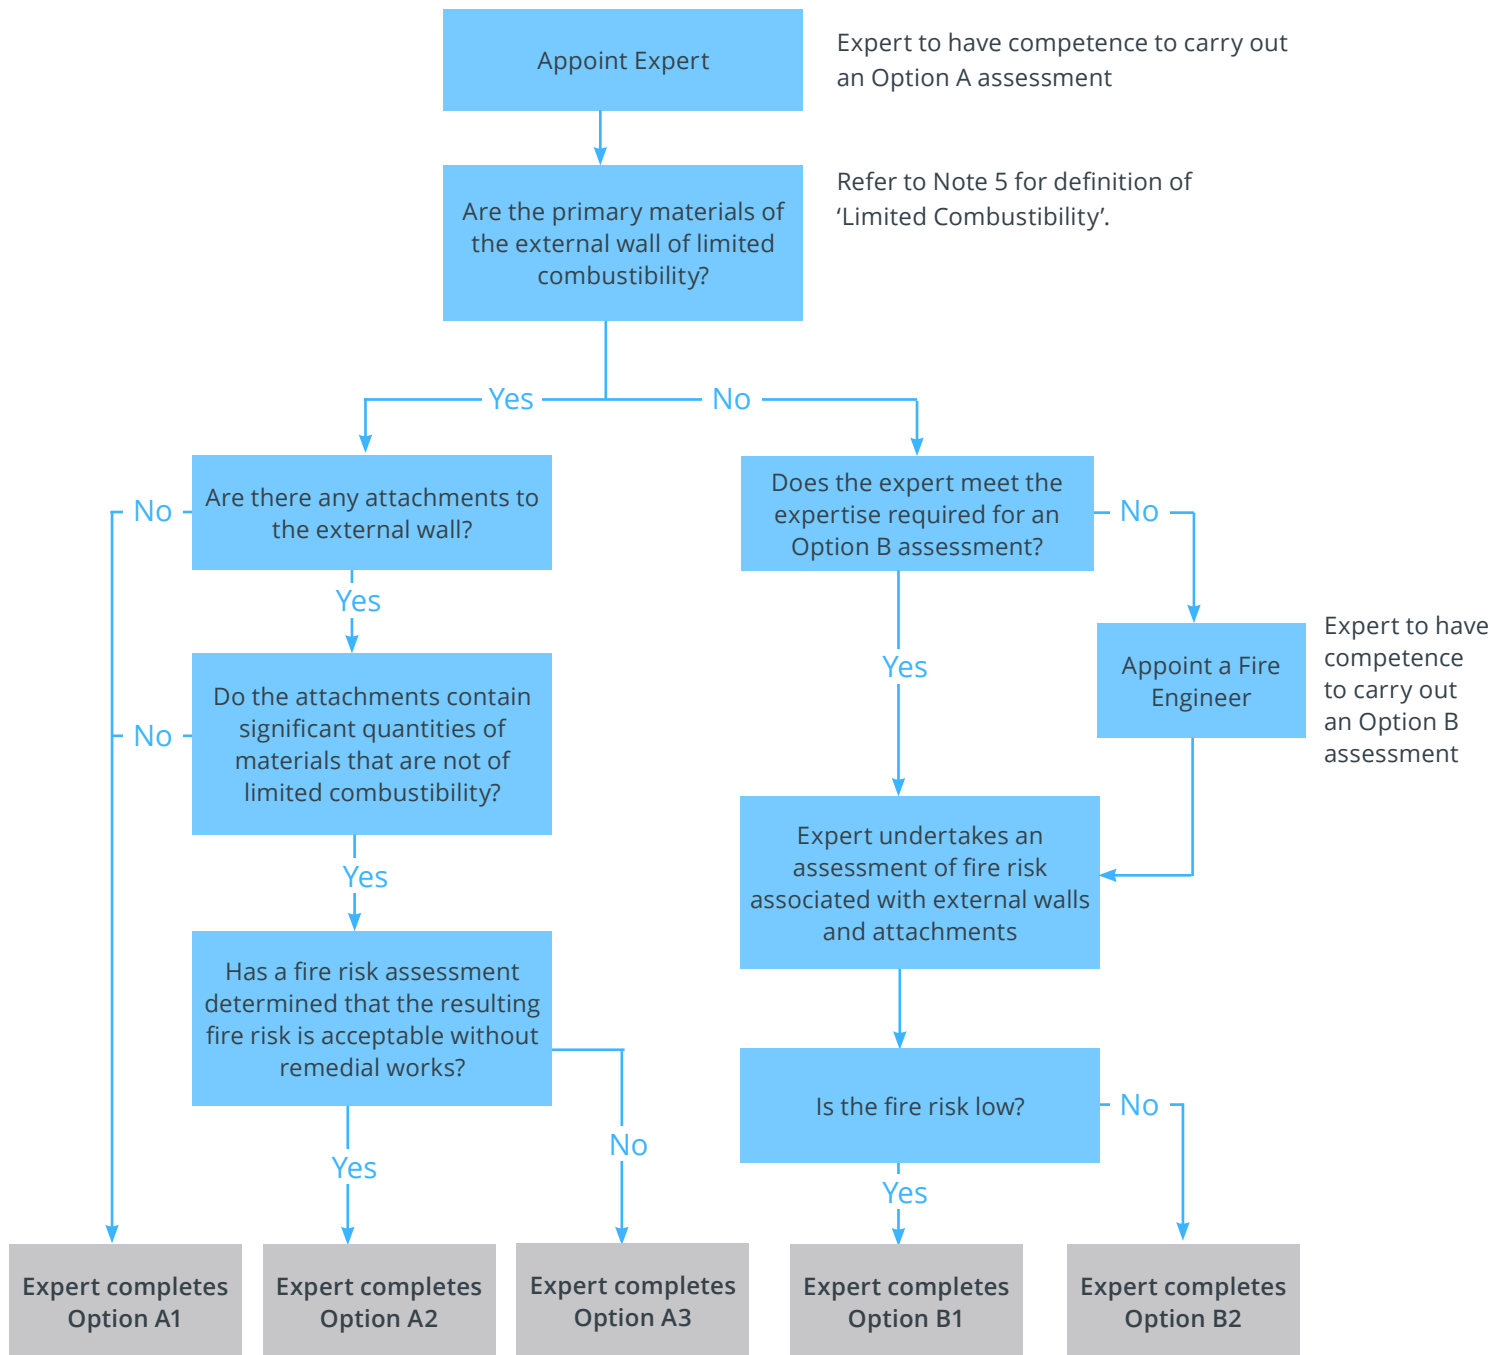 Appoint Expert
Expert to have competence to carry out
an Option A assessment
Are the primary materials of
the external wall of limited
combustibility?
Refer to Note 5 for definition of
‘Limited Combustibility’.
Yes
No
Are there any attachments to
the external wall?
No
Yes
Does the expert meet the
expertise required for an
Option B assessment?
No
Yes
Do the attachments contain
significant quantities of
materials that are not of
limited combustibility?
No
Yes
Appoint a Fire
Engineer
Expert to have
competence
to carry out
an Option B
assessment
Expert undertakes an
assessment of fire risk
associated with external walls
and attachments
Has a fire risk assessment
determined that the resulting
fire risk is acceptable without
remedial works?
Yes
No
Is the fire risk low?
No
Yes
Expert completes
Option A1
Expert completes
Option A2
Expert completes
Option A3
Expert completes
Option B1
Expert completes
Option B2